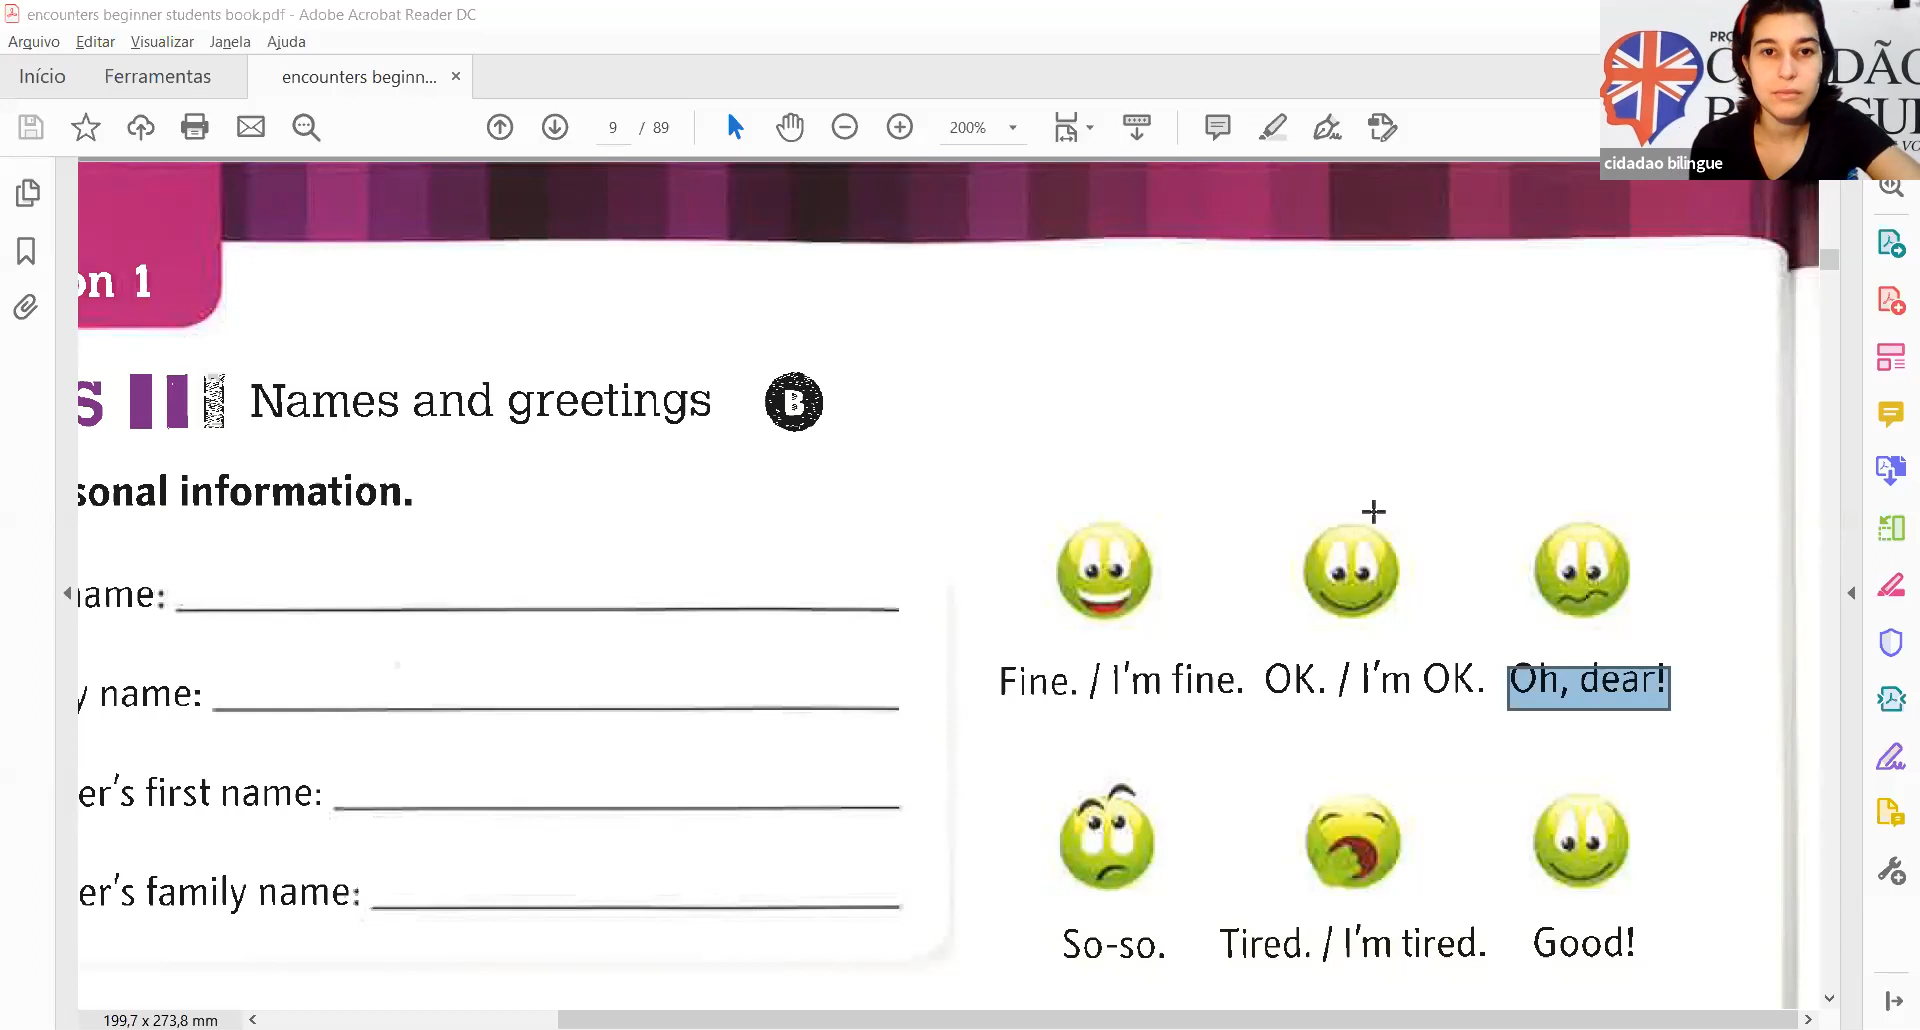 encounters beginner students book.pdf - Adobe Acrobat Reader DC
Arquivo Editar Visualizar Janela Ajuda
Início Ferramentas encounters beginn... ×
9 / 89 200%
cidadao bilingue
on 1
S Names and greetings B
sonal information.
name:
y name:
er's first name:
er's family name:
Fine. / I'm fine. OK. / I'm OK. Oh, dear!
So-so. Tired. / I'm tired. Good!
199,7 x 273,8 mm